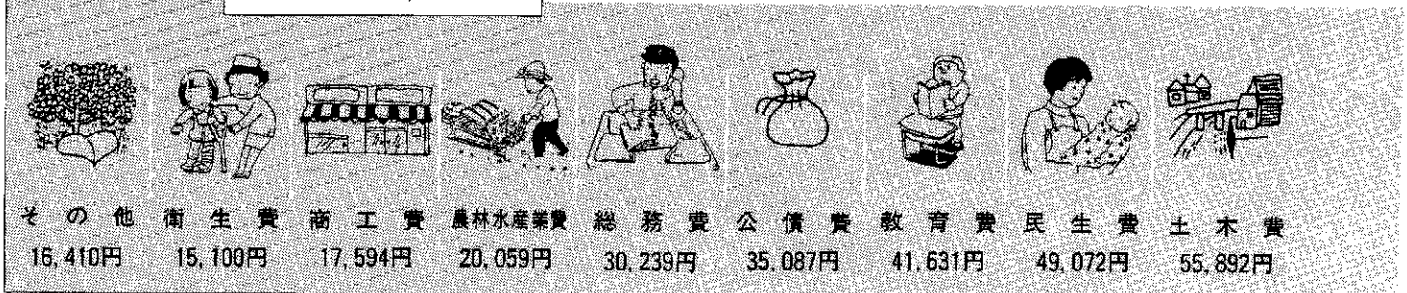 その他 衛生費 商工費 農林水産業費 総務費 公債費 教育費 民生費 土木費
16,410円 15,100円 17,594円 20,059円 30,239円 35,087円 41,631円 49,072円 55,892円